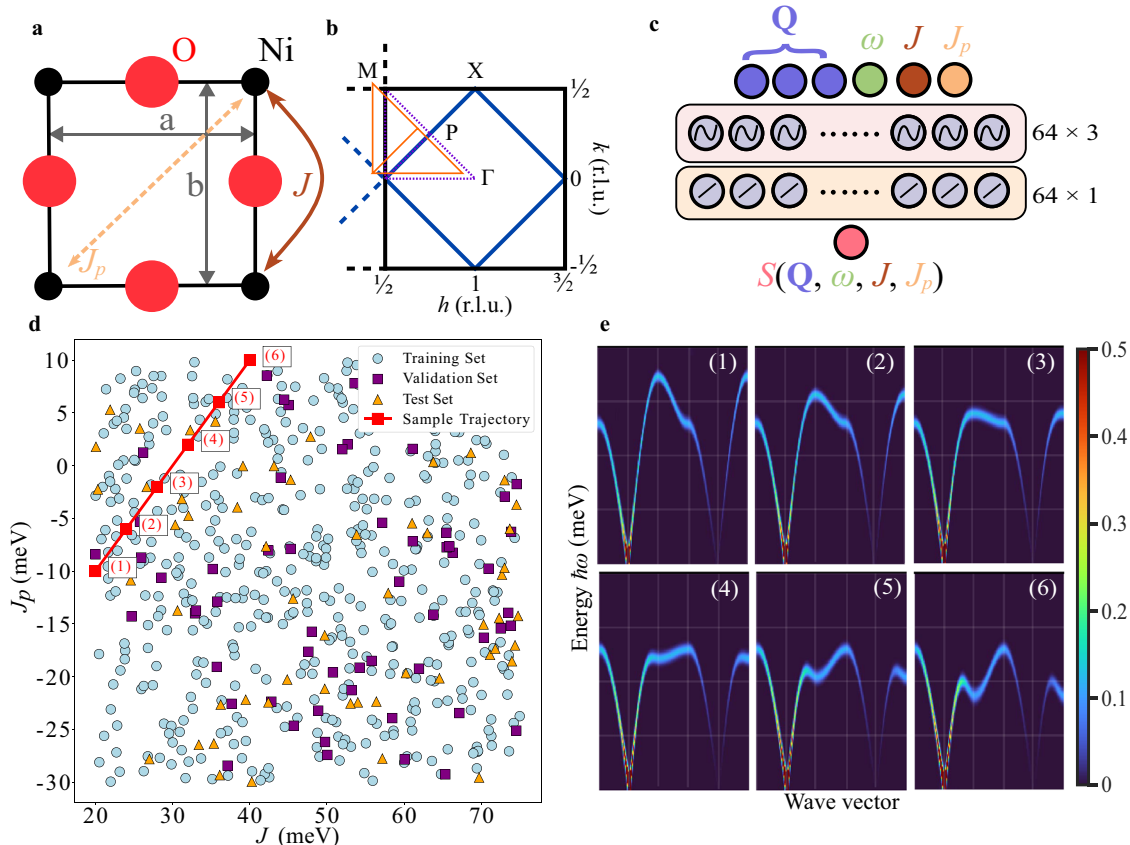 a
O
Ni
a
b
J
Jp
b
M
X
P
Γ
½
0
-½
k (r.l.u.)
½
1
3⁄2
h (r.l.u.)
c
Q
ω
J
Jp
64 × 3
64 × 1
S(Q, ω, J, Jp)
d
10
5
0
-5
-10
-15
-20
-25
-30
Jp (meV)
20
30
40
50
60
70
J (meV)
(6)
(5)
(4)
(3)
(2)
(1)
Training Set
Validation Set
Test Set
Sample Trajectory
e
(1)
(2)
(3)
(4)
(5)
(6)
Energy ħω (meV)
Wave vector
0.5
0.4
0.3
0.2
0.1
0